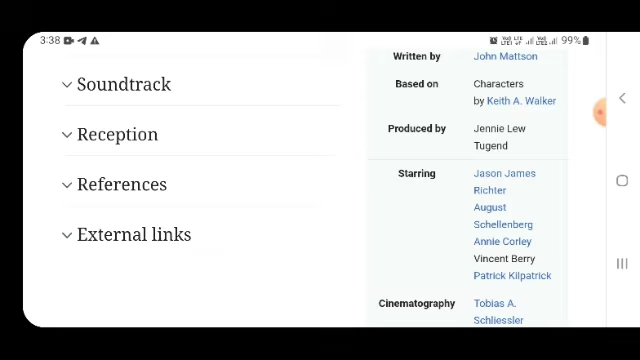 3:38
99%
Soundtrack
Reception
References
External links
Written by
John Mattson
Based on
Characters
by Keith A. Walker
Produced by
Jennie Lew
Tugend
Starring
Jason James
Richter
August
Schellenberg
Annie Corley
Vincent Berry
Patrick Kilpatrick
Cinematography
Tobias A.
Schliessler